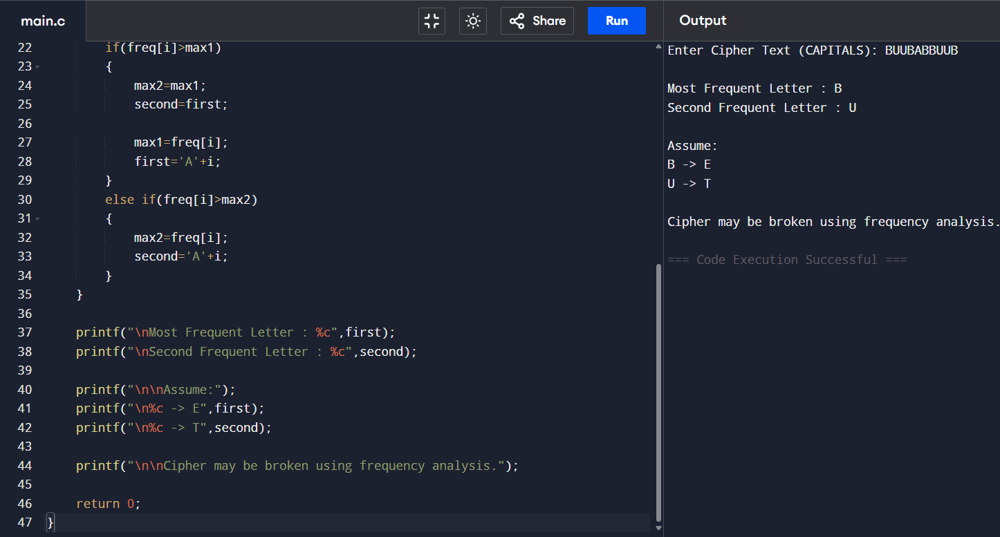 main.c
Share
Run
Output
22 if(freq[i]>max1)
23 {
24 max2=max1;
25 second=first;
26
27 max1=freq[i];
28 first='A'+i;
29 }
30 else if(freq[i]>max2)
31 {
32 max2=freq[i];
33 second='A'+i;
34 }
35 }
36
37 printf("\nMost Frequent Letter : %c",first);
38 printf("\nSecond Frequent Letter : %c",second);
39
40 printf("\n\nAssume:");
41 printf("\n%c -> E",first);
42 printf("\n%c -> T",second);
43
44 printf("\n\nCipher may be broken using frequency analysis.");
45
46 return 0;
47 }
Enter Cipher Text (CAPITALS): BUUBABBUUB
Most Frequent Letter : B
Second Frequent Letter : U
Assume:
B -> E
U -> T
Cipher may be broken using frequency analysis.
=== Code Execution Successful ===